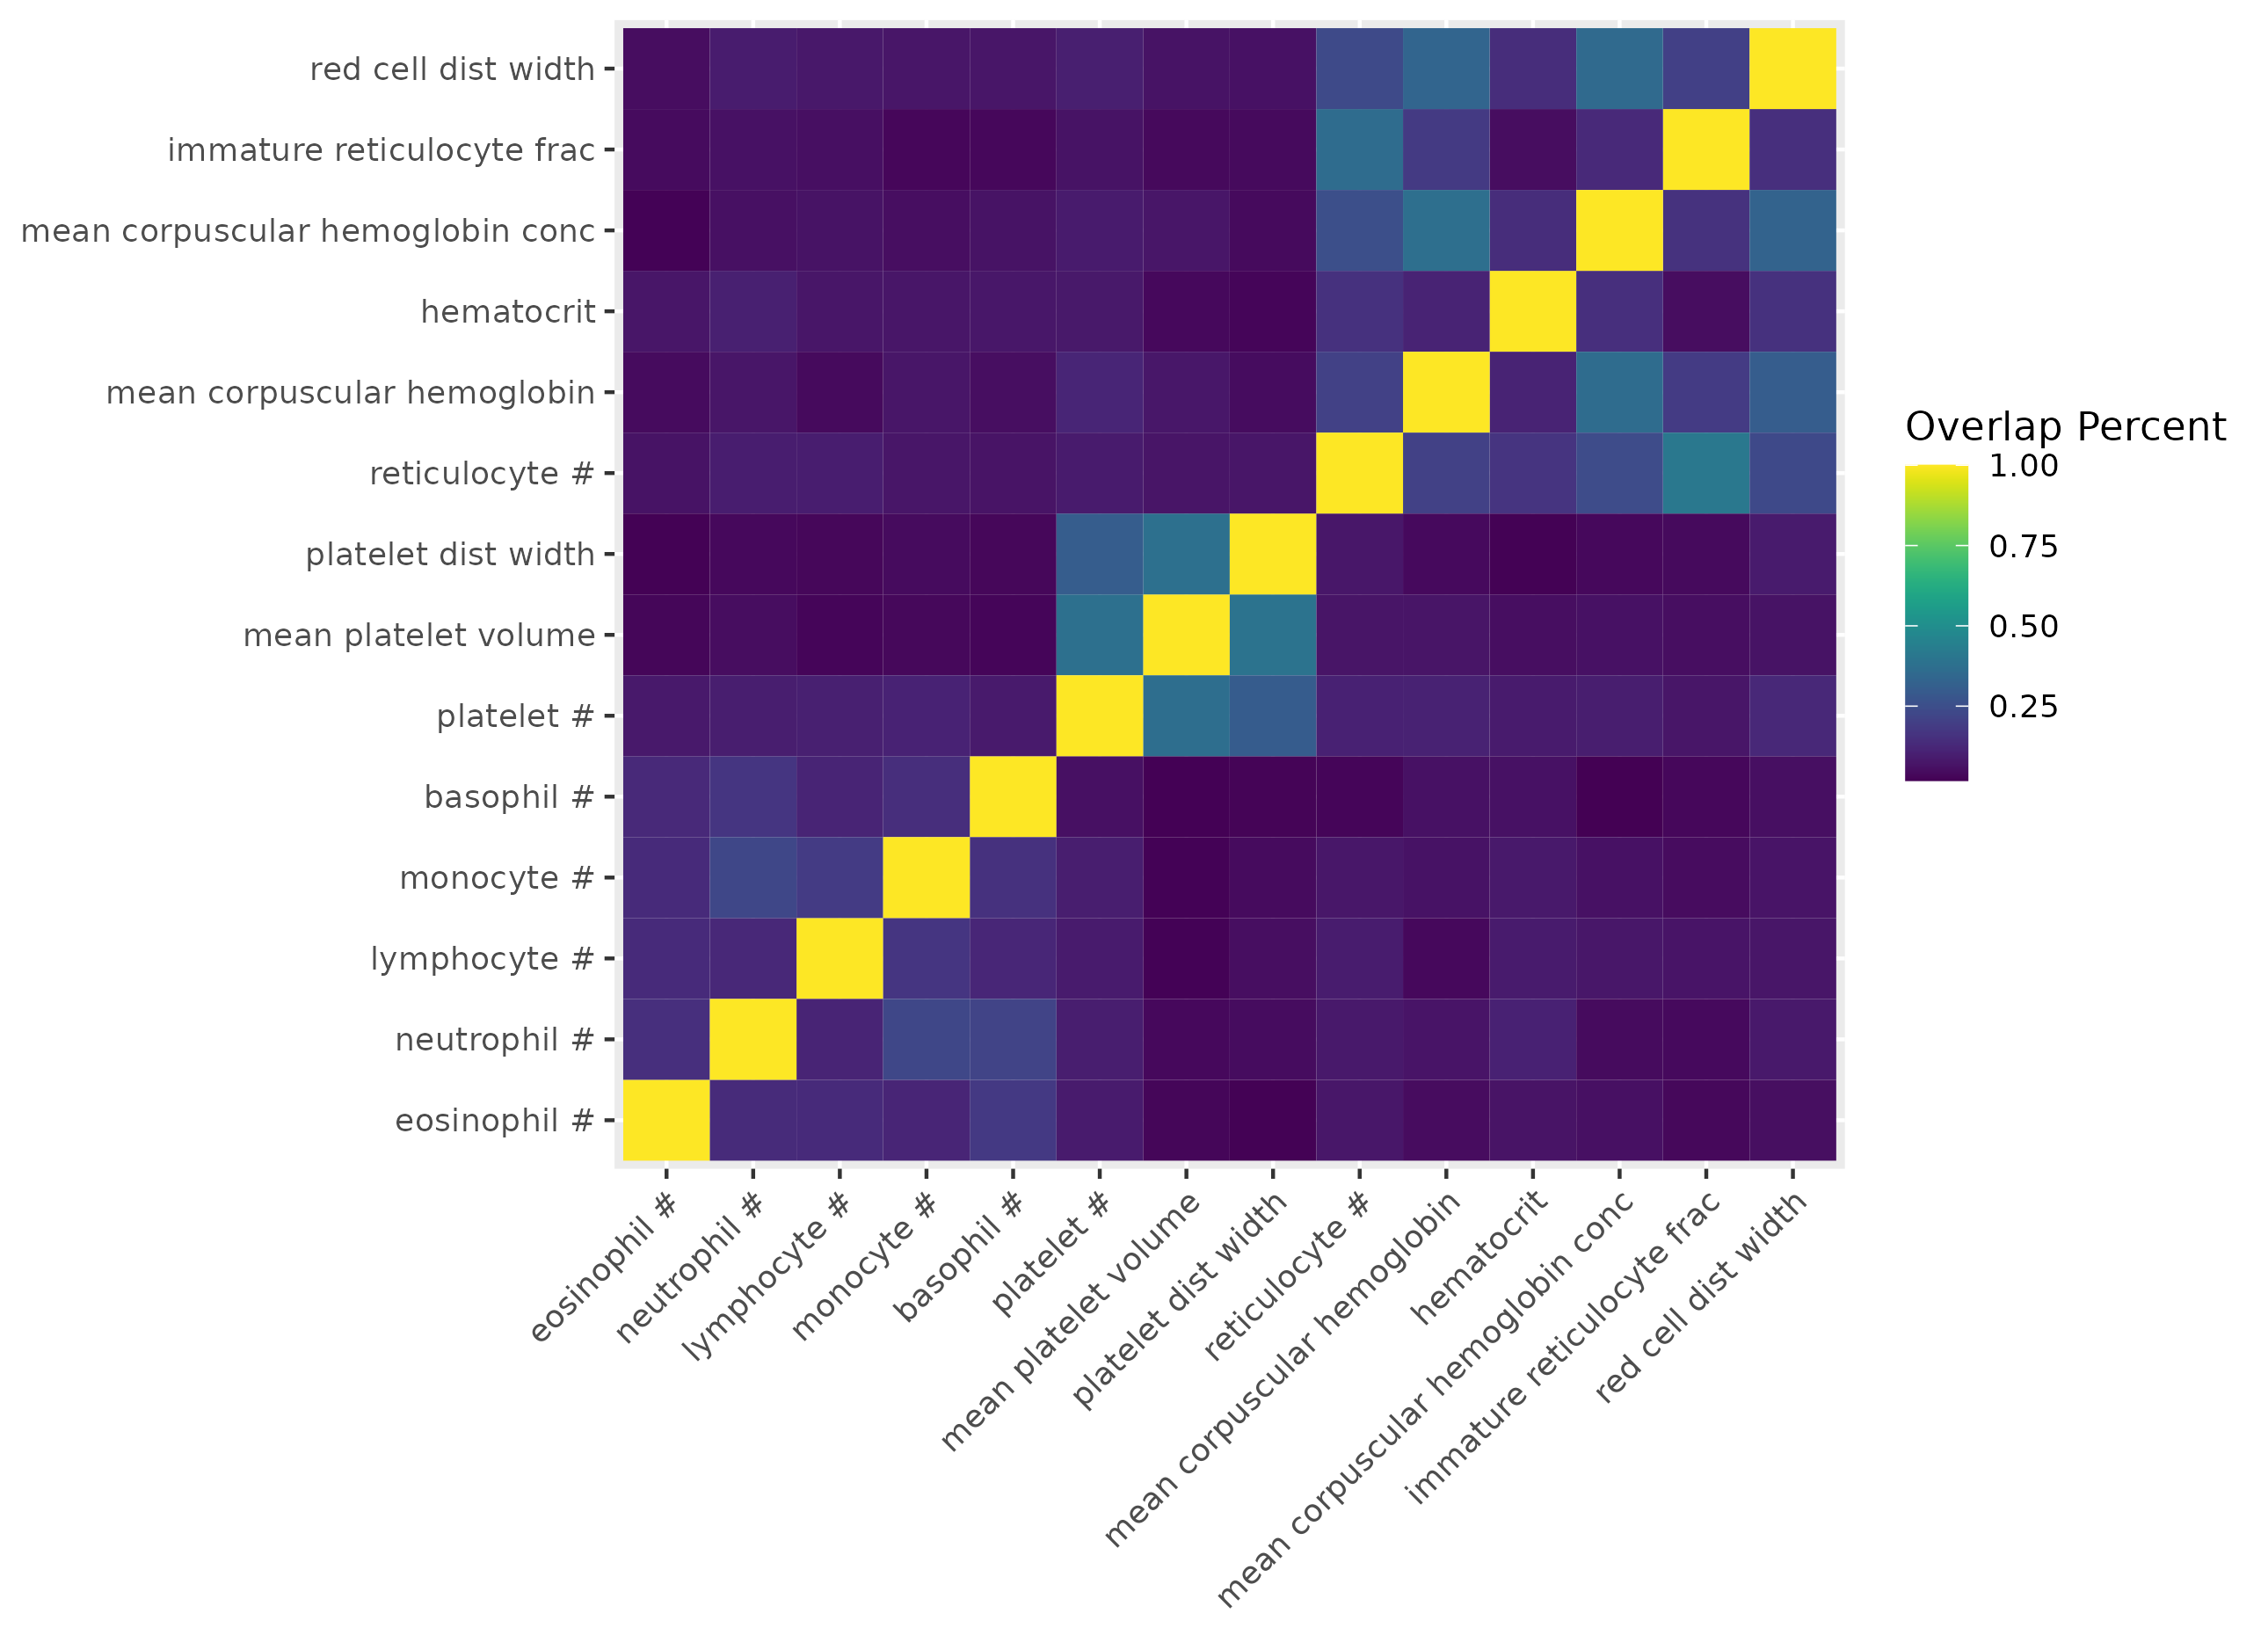 red cell dist width
immature reticulocyte frac
mean corpuscular hemoglobin conc
hematocrit
mean corpuscular hemoglobin
reticulocyte #
platelet dist width
mean platelet volume
platelet #
basophil #
monocyte #
lymphocyte #
neutrophil #
eosinophil #
eosinophil #
neutrophil #
lymphocyte #
monocyte #
basophil #
platelet #
mean platelet volume
platelet dist width
reticulocyte #
mean corpuscular hemoglobin
hematocrit
mean corpuscular hemoglobin conc
immature reticulocyte frac
red cell dist width
Overlap Percent
1.00
0.75
0.50
0.25